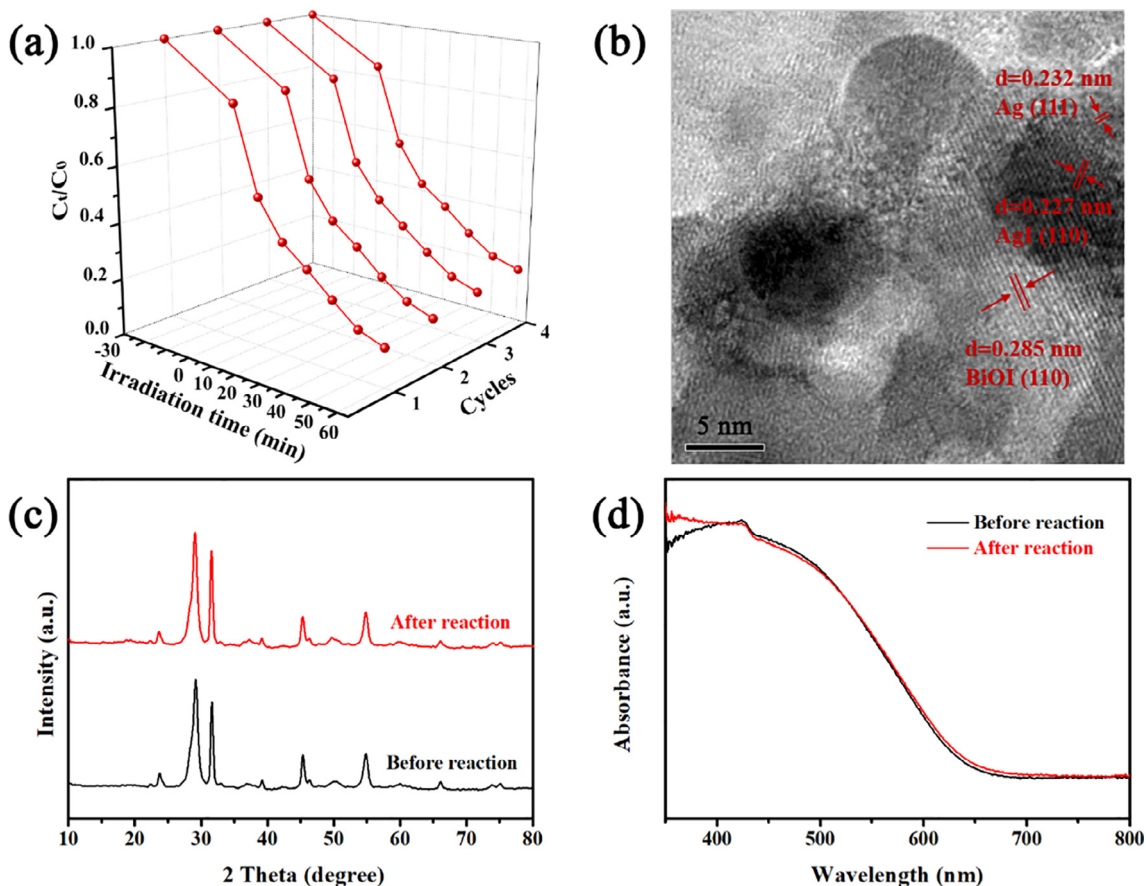 (a)
1.0
0.8
0.6
0.4
0.2
0.0
Ct/C0
-30
0
10
20
30
40
50
60
Irradiation time (min)
1
2
3
4
Cycles
(b)
d=0.232 nm
Ag (111)
d=0.227 nm
AgI (110)
d=0.285 nm
BiOI (110)
5 nm
(c)
Intensity (a.u.)
After reaction
Before reaction
10 20 30 40 50 60 70 80
2 Theta (degree)
(d)
Absorbance (a.u.)
Before reaction
After reaction
400 500 600 700 800
Wavelength (nm)